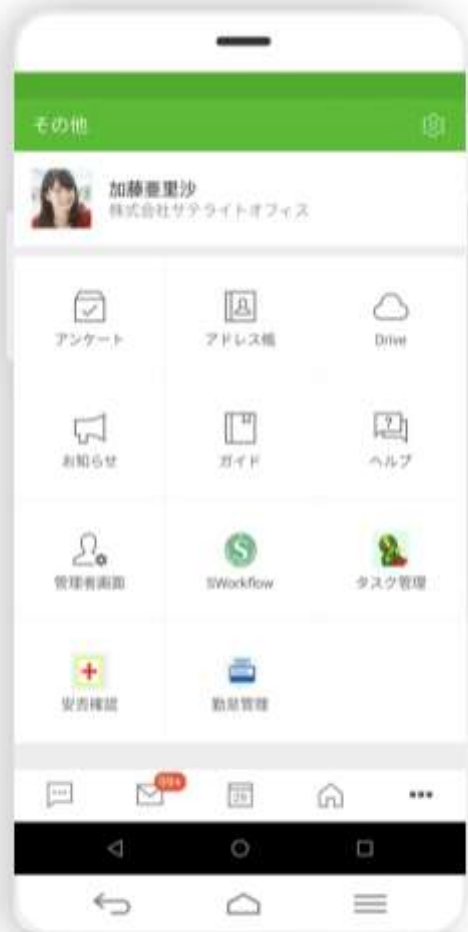 その他
加藤亜里沙
株式会社サテライトオフィス
アンケート
アドレス帳
Drive
お知らせ
ガイド
ヘルプ
管理者画面
SWorkflow
タスク管理
安否確認
勤怠管理
99+